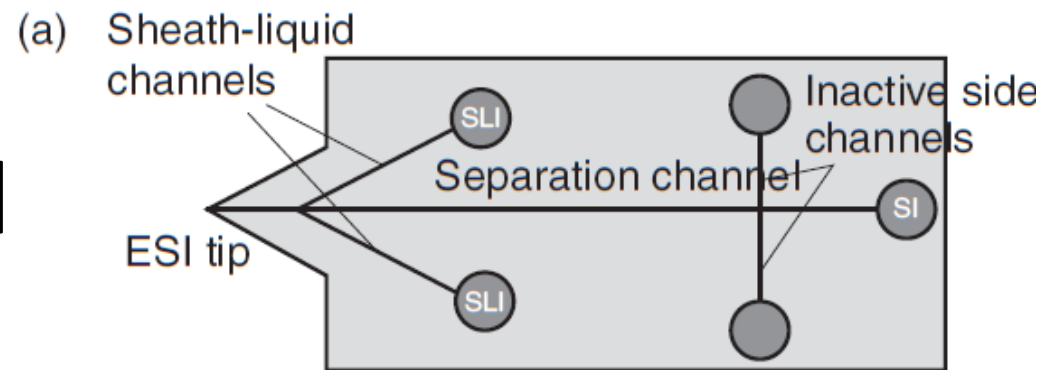 (a) Sheath-liquid
channels
SLI
Inactive side
channels
Separation channel
SI
ESI tip
SLI